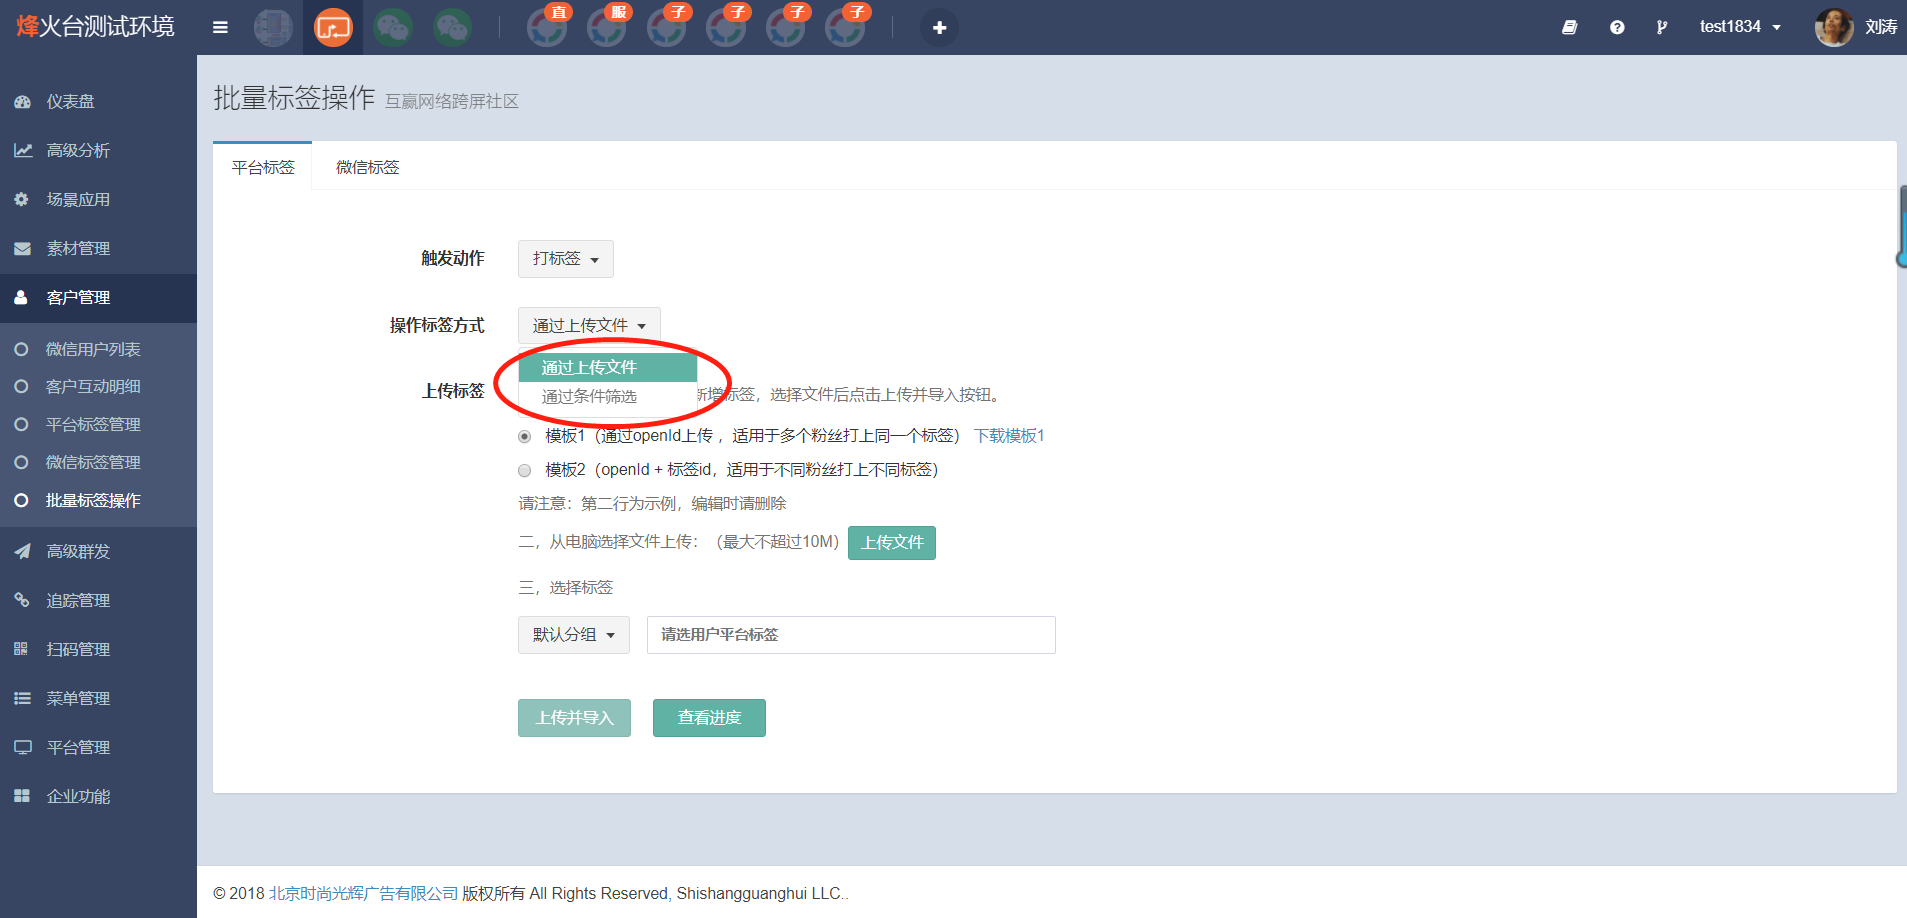 烽火台测试环境
直
服
子
子
子
子
test1834
刘涛
仪表盘
高级分析
场景应用
素材管理
客户管理
微信用户列表
客户互动明细
平台标签管理
微信标签管理
批量标签操作
高级群发
追踪管理
扫码管理
菜单管理
平台管理
企业功能
批量标签操作 互赢网络跨屏社区
平台标签 微信标签
触发动作 打标签
操作标签方式 通过上传文件
通过上传文件
通过条件筛选
上传标签 新增标签，选择文件后点击上传并导入按钮。
模板1（通过openId上传 ，适用于多个粉丝打上同一个标签） 下载模板1
模板2（openId + 标签id，适用于不同粉丝打上不同标签）
请注意：第二行为示例，编辑时请删除
二，从电脑选择文件上传：（最大不超过10M） 上传文件
三，选择标签
默认分组 请选用户平台标签
上传并导入 查看进度
© 2018 北京时尚光辉广告有限公司 版权所有 All Rights Reserved, Shishangguanghui LLC..